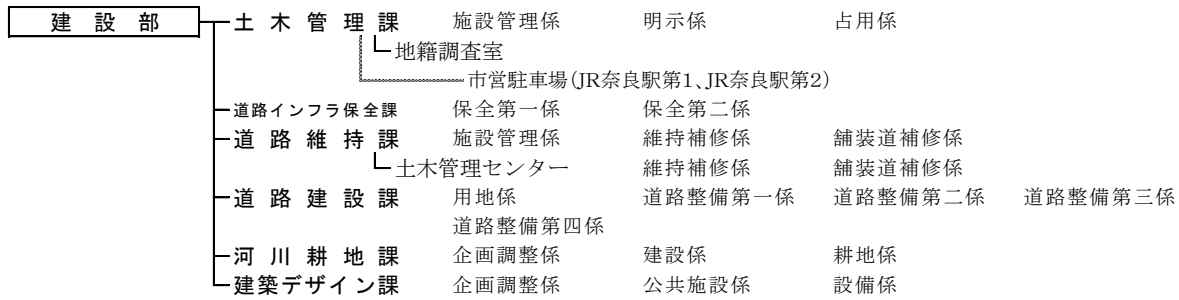 建設部 土木管理課 施設管理係 明示係 占用係
地籍調査室
市営駐車場(JR奈良駅第1、JR奈良駅第2)
道路インフラ保全課 保全第一係 保全第二係
道路維持課 施設管理係 維持補修係 舗装道補修係
土木管理センター 維持補修係 舗装道補修係
道路建設課 用地係 道路整備第一係 道路整備第二係 道路整備第三係
道路整備第四係
河川耕地課 企画調整係 建設係 耕地係
建築デザイン課 企画調整係 公共施設係 設備係